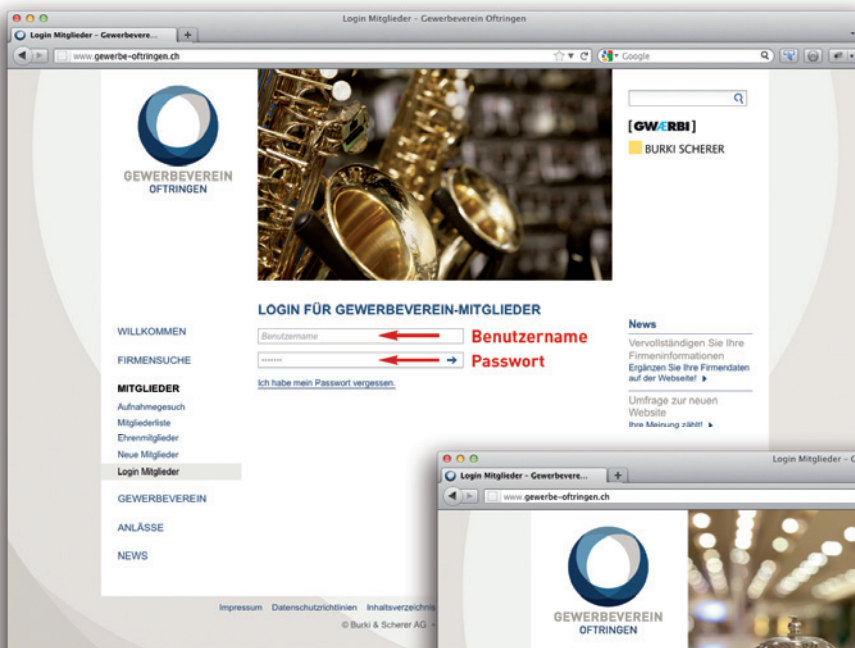 Login Mitglieder – Gewerbeverein Oftringen
Login Mitglieder – Gewerbevere...
www.gewerbe-oftringen.ch
Google
GEWERBEVEREIN
OFTRINGEN
[GWÆRBI]
BURKI SCHERER
WILLKOMMEN
FIRMENSUCHE
MITGLIEDER
Aufnahmegesuch
Mitgliederliste
Ehrenmitglieder
Neue Mitglieder
Login Mitglieder
GEWERBEVEREIN
ANLÄSSE
NEWS
LOGIN FÜR GEWERBEVEREIN-MITGLIEDER
Benutzername
Benutzername
Passwort
Ich habe mein Passwort vergessen.
News
Vervollständigen Sie Ihre
Firmeninformationen
Ergänzen Sie Ihre Firmendaten
auf der Webseite!
Umfrage zur neuen
Website
Ihre Meinung zählt!
Impressum Datenschutzrichtlinien Inhaltsverzeichnis
© Burki & Scherer AG
Login Mitglieder – G
Login Mitglieder – Gewerbevere...
www.gewerbe-oftringen.ch
GEWERBEVEREIN
OFTRINGEN